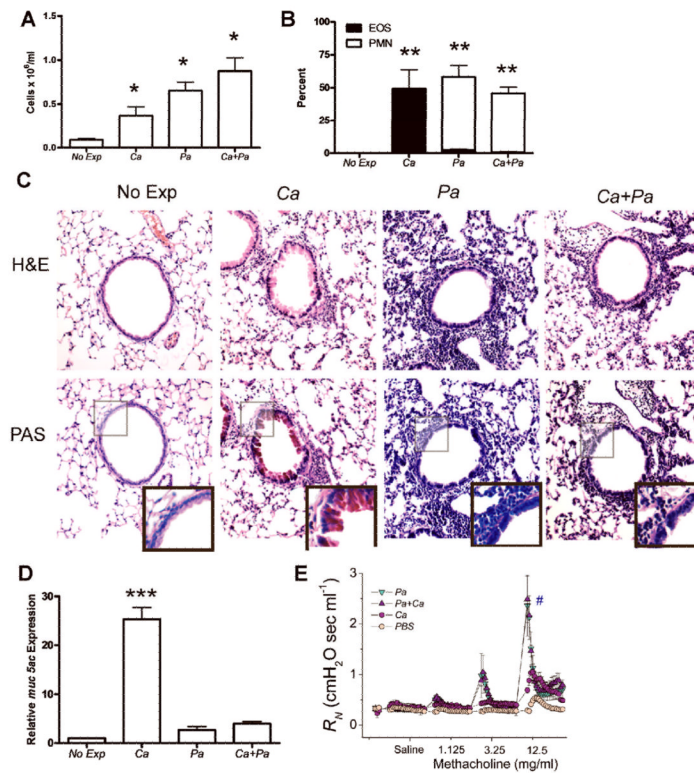 A
Cells x 10⁶/ml
1.0
0.5
0.0
*
*
*
No Exp
Ca
Pa
Ca+Pa
B
EOS
PMN
Percent
100
75
50
25
0
**
**
**
No Exp
Ca
Pa
Ca+Pa
C
No Exp
Ca
Pa
Ca+Pa
H&E
PAS
D
Relative muc 5ac Expression
30
20
10
0
***
No Exp
Ca
Pa
Ca+Pa
E
Pa
Pa+Ca
Ca
PBS
#
R_N (cmH₂O sec ml⁻¹)
3
2
1
0
Saline
1.125
3.25
12.5
Methacholine (mg/ml)